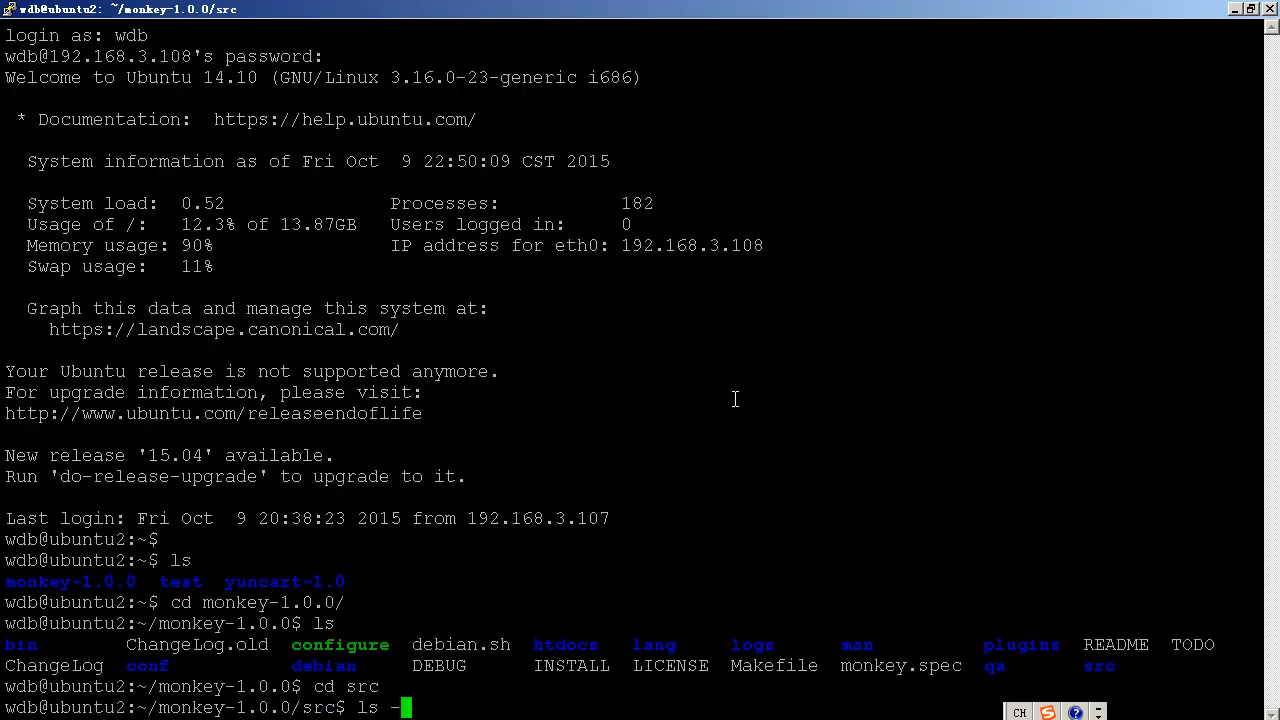 wdb@ubuntu2: ~/monkey-1.0.0/src
login as: wdb
wdb@192.168.3.108's password:
Welcome to Ubuntu 14.10 (GNU/Linux 3.16.0-23-generic i686)
* Documentation:  https://help.ubuntu.com/
System information as of Fri Oct  9 22:50:09 CST 2015
System load:  0.52               Processes:           182
Usage of /:   12.3% of 13.87GB   Users logged in:     0
Memory usage: 90%                IP address for eth0: 192.168.3.108
Swap usage:   11%
Graph this data and manage this system at:
https://landscape.canonical.com/
Your Ubuntu release is not supported anymore.
For upgrade information, please visit:
http://www.ubuntu.com/releaseendoflife
New release '15.04' available.
Run 'do-release-upgrade' to upgrade to it.
Last login: Fri Oct  9 20:38:23 2015 from 192.168.3.107
wdb@ubuntu2:~$
wdb@ubuntu2:~$ ls
monkey-1.0.0  test  yuncart-1.0
wdb@ubuntu2:~$ cd monkey-1.0.0/
wdb@ubuntu2:~/monkey-1.0.0$ ls
bin        ChangeLog.old  configure  debian.sh  htdocs   lang     logs      man          plugins  README  TODO
ChangeLog  conf           debian     DEBUG      INSTALL  LICENSE  Makefile  monkey.spec  qa       src
wdb@ubuntu2:~/monkey-1.0.0$ cd src
wdb@ubuntu2:~/monkey-1.0.0/src$ ls -
CH